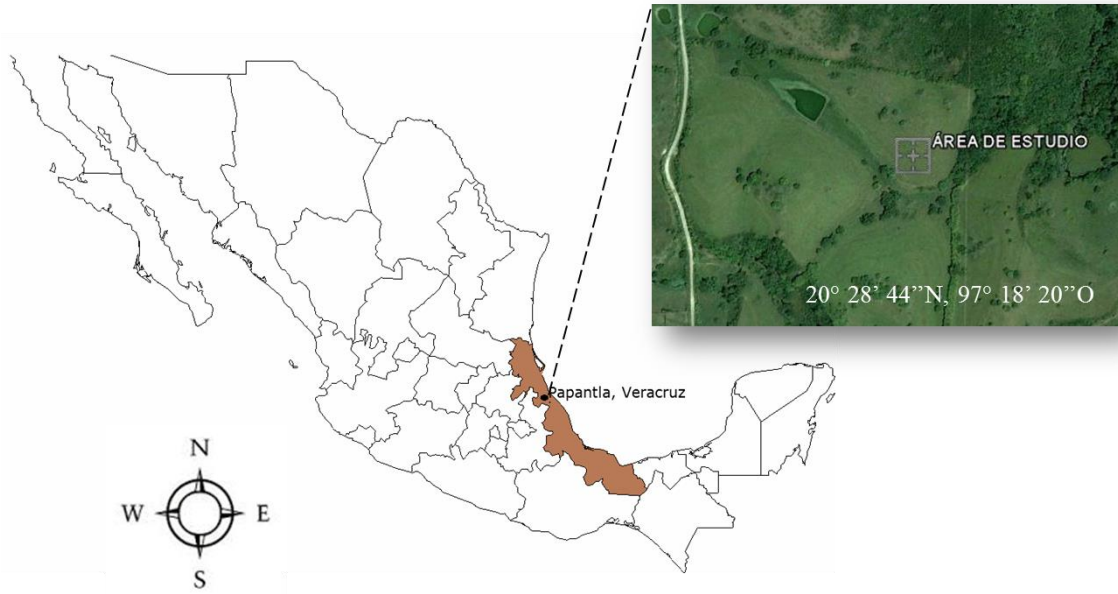 ÁREA DE ESTUDIO
20° 28’ 44’’N, 97° 18’ 20’’O
Papantla, Veracruz
N
W E
S